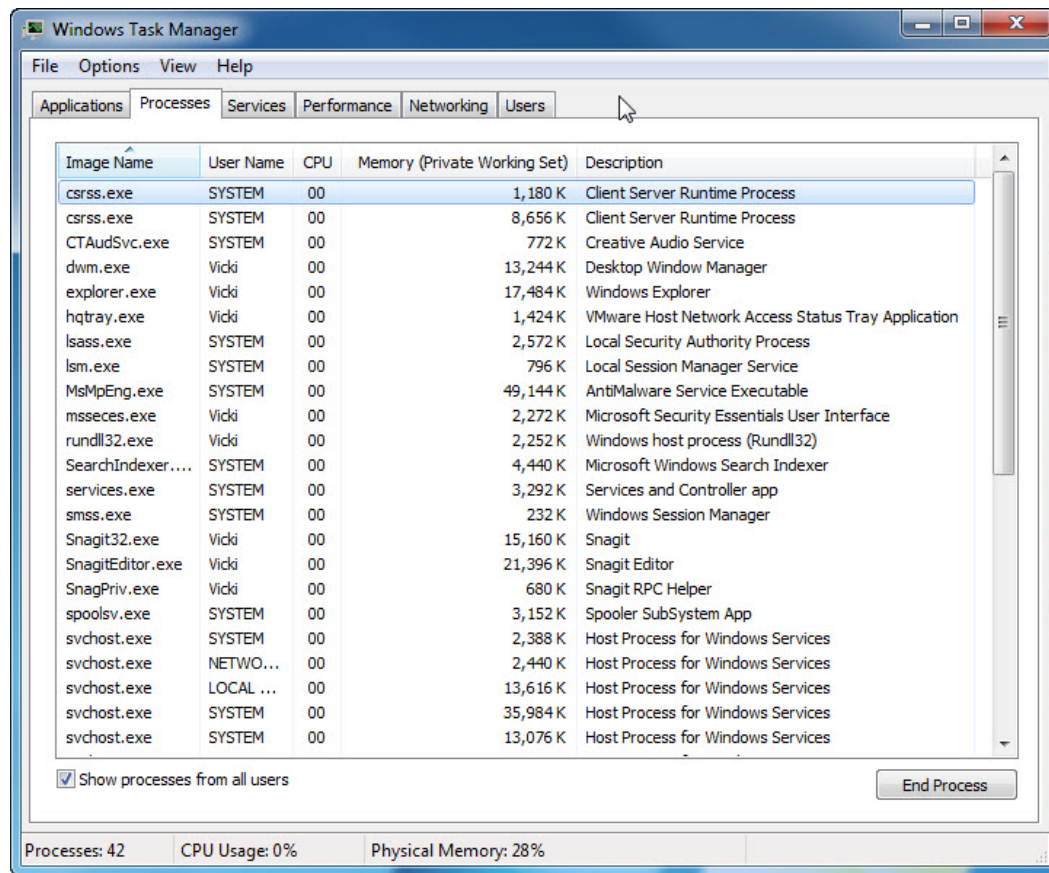 Windows Task Manager
File Options View Help
Applications Processes Services Performance Networking Users
Image Name User Name CPU Memory (Private Working Set) Description
csrss.exe SYSTEM 00 1,180 K Client Server Runtime Process
csrss.exe SYSTEM 00 8,656 K Client Server Runtime Process
CTAudSvc.exe SYSTEM 00 772 K Creative Audio Service
dwm.exe Vicki 00 13,244 K Desktop Window Manager
explorer.exe Vicki 00 17,484 K Windows Explorer
hqtray.exe Vicki 00 1,424 K VMware Host Network Access Status Tray Application
lsass.exe SYSTEM 00 2,572 K Local Security Authority Process
lsm.exe SYSTEM 00 796 K Local Session Manager Service
MsMpEng.exe SYSTEM 00 49,144 K AntiMalware Service Executable
msseces.exe Vicki 00 2,272 K Microsoft Security Essentials User Interface
rundll32.exe Vicki 00 2,252 K Windows host process (Rundll32)
SearchIndexer.... SYSTEM 00 4,440 K Microsoft Windows Search Indexer
services.exe SYSTEM 00 3,292 K Services and Controller app
smss.exe SYSTEM 00 232 K Windows Session Manager
Snagit32.exe Vicki 00 15,160 K Snagit
SnagitEditor.exe Vicki 00 21,396 K Snagit Editor
SnagPriv.exe Vicki 00 680 K Snagit RPC Helper
spoolsv.exe SYSTEM 00 3,152 K Spooler SubSystem App
svchost.exe SYSTEM 00 2,388 K Host Process for Windows Services
svchost.exe NETWO... 00 2,440 K Host Process for Windows Services
svchost.exe LOCAL ... 00 13,616 K Host Process for Windows Services
svchost.exe SYSTEM 00 35,984 K Host Process for Windows Services
svchost.exe SYSTEM 00 13,076 K Host Process for Windows Services
Show processes from all users
End Process
Processes: 42 CPU Usage: 0% Physical Memory: 28%